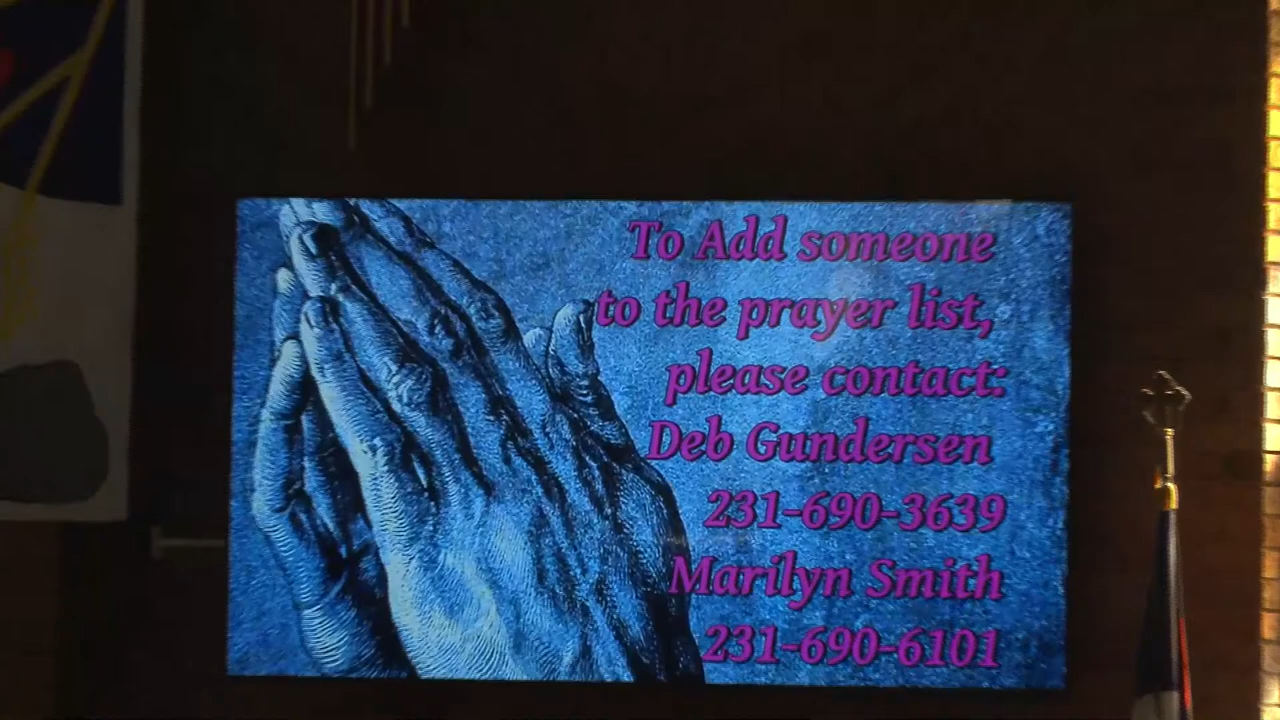 To Add someone
to the prayer list,
please contact:
Deb Gundersen
231-690-3639
Marilyn Smith
231-690-6101